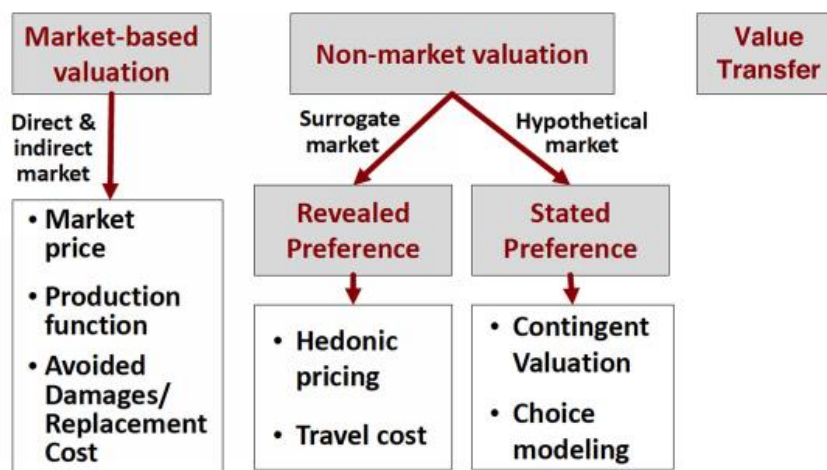 Market-based
valuation
Non-market valuation
Value
Transfer
Direct &
indirect
market
Surrogate
market
Hypothetical
market
• Market
price
• Production
function
• Avoided
Damages/
Replacement
Cost
Revealed
Preference
Stated
Preference
• Hedonic
pricing
• Travel cost
• Contingent
Valuation
• Choice
modeling